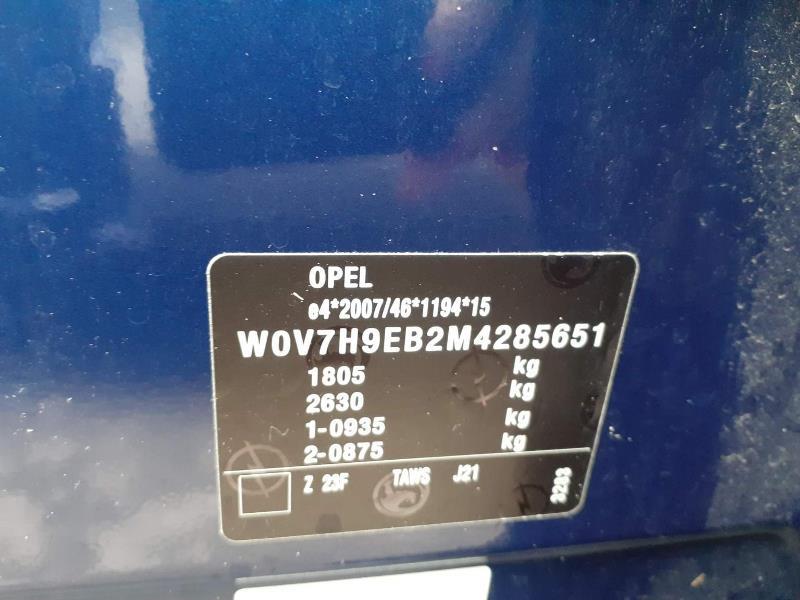 OPEL
e4*2007/46*1194*15
W0V7H9EB2M4285651
1805 kg
2630 kg
1-0935 kg
2-0875 kg
Z 23F TAWS J21